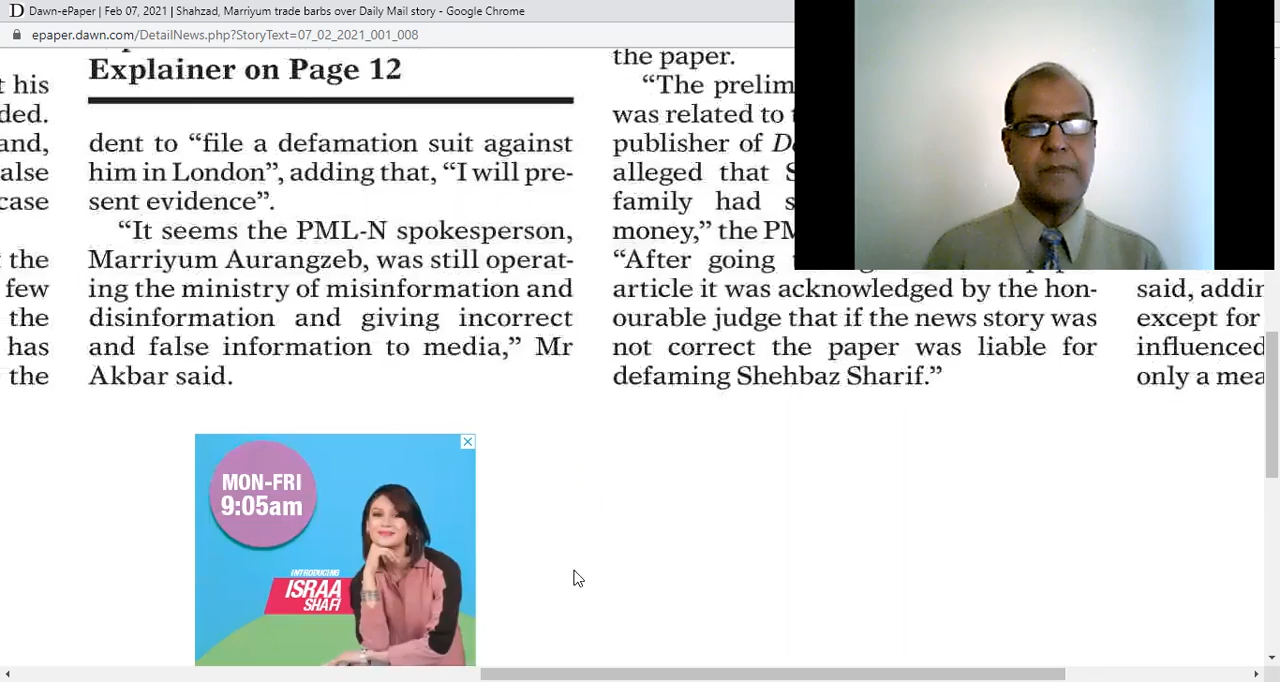 Dawn-ePaper | Feb 07, 2021 | Shahzad, Marriyum trade barbs over Daily Mail story - Google Chrome
epaper.dawn.com/DetailNews.php?StoryText=07_02_2021_001_008
t his
ded.
and,
alse
case
t the
few
the
has
the
Explainer on Page 12
dent to “file a defamation suit against
him in London”, adding that, “I will pre-
sent evidence”.
“It seems the PML-N spokesperson,
Marriyum Aurangzeb, was still operat-
ing the ministry of misinformation and
disinformation and giving incorrect
and false information to media,” Mr
Akbar said.
the paper.
“The prelim
was related to t
publisher of D
alleged that S
family had s
money,” the PM
“After going
article it was acknowledged by the hon-
ourable judge that if the news story was
not correct the paper was liable for
defaming Shehbaz Sharif.”
said, addin
except for
influenced
only a mea
MON-FRI
9:05am
INTRODUCING
ISRAA
SHAFI